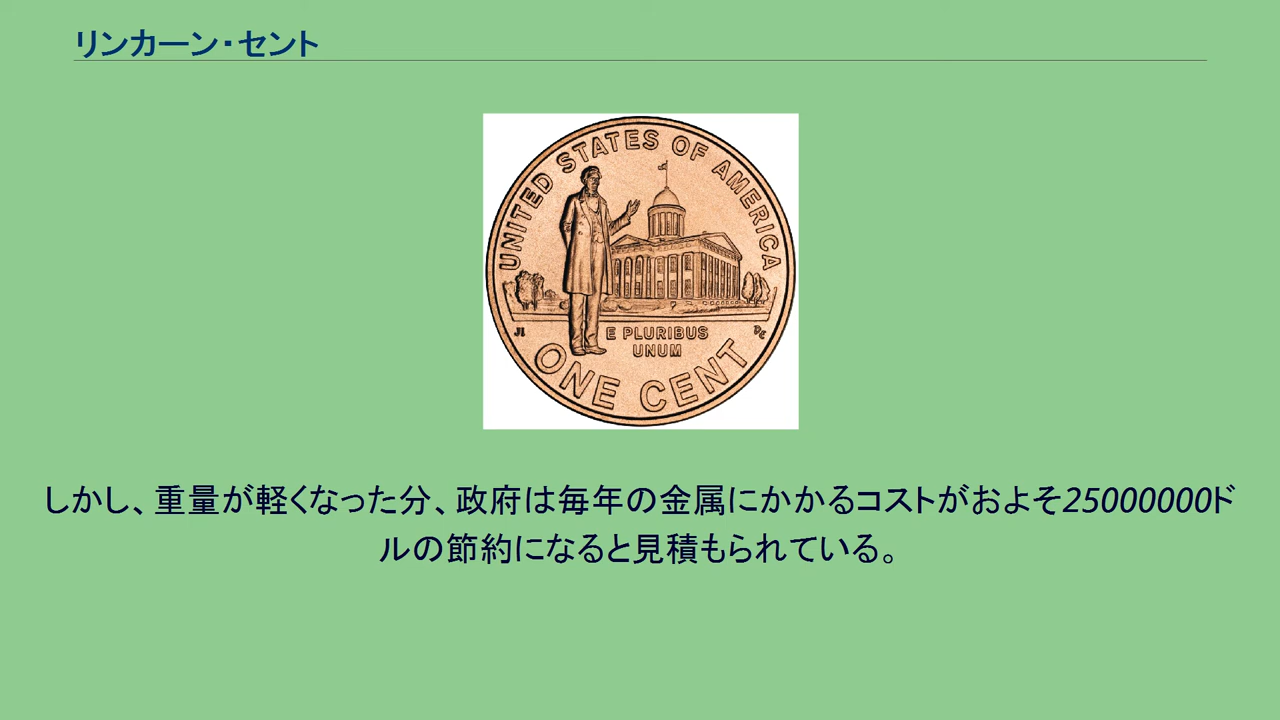 リンカーン・セント
UNITED STATES OF AMERICA
JI
E PLURIBUS
UNUM
ONE CENT
しかし、重量が軽くなった分、政府は毎年の金属にかかるコストがおよそ25000000ド
ルの節約になると見積もられている。